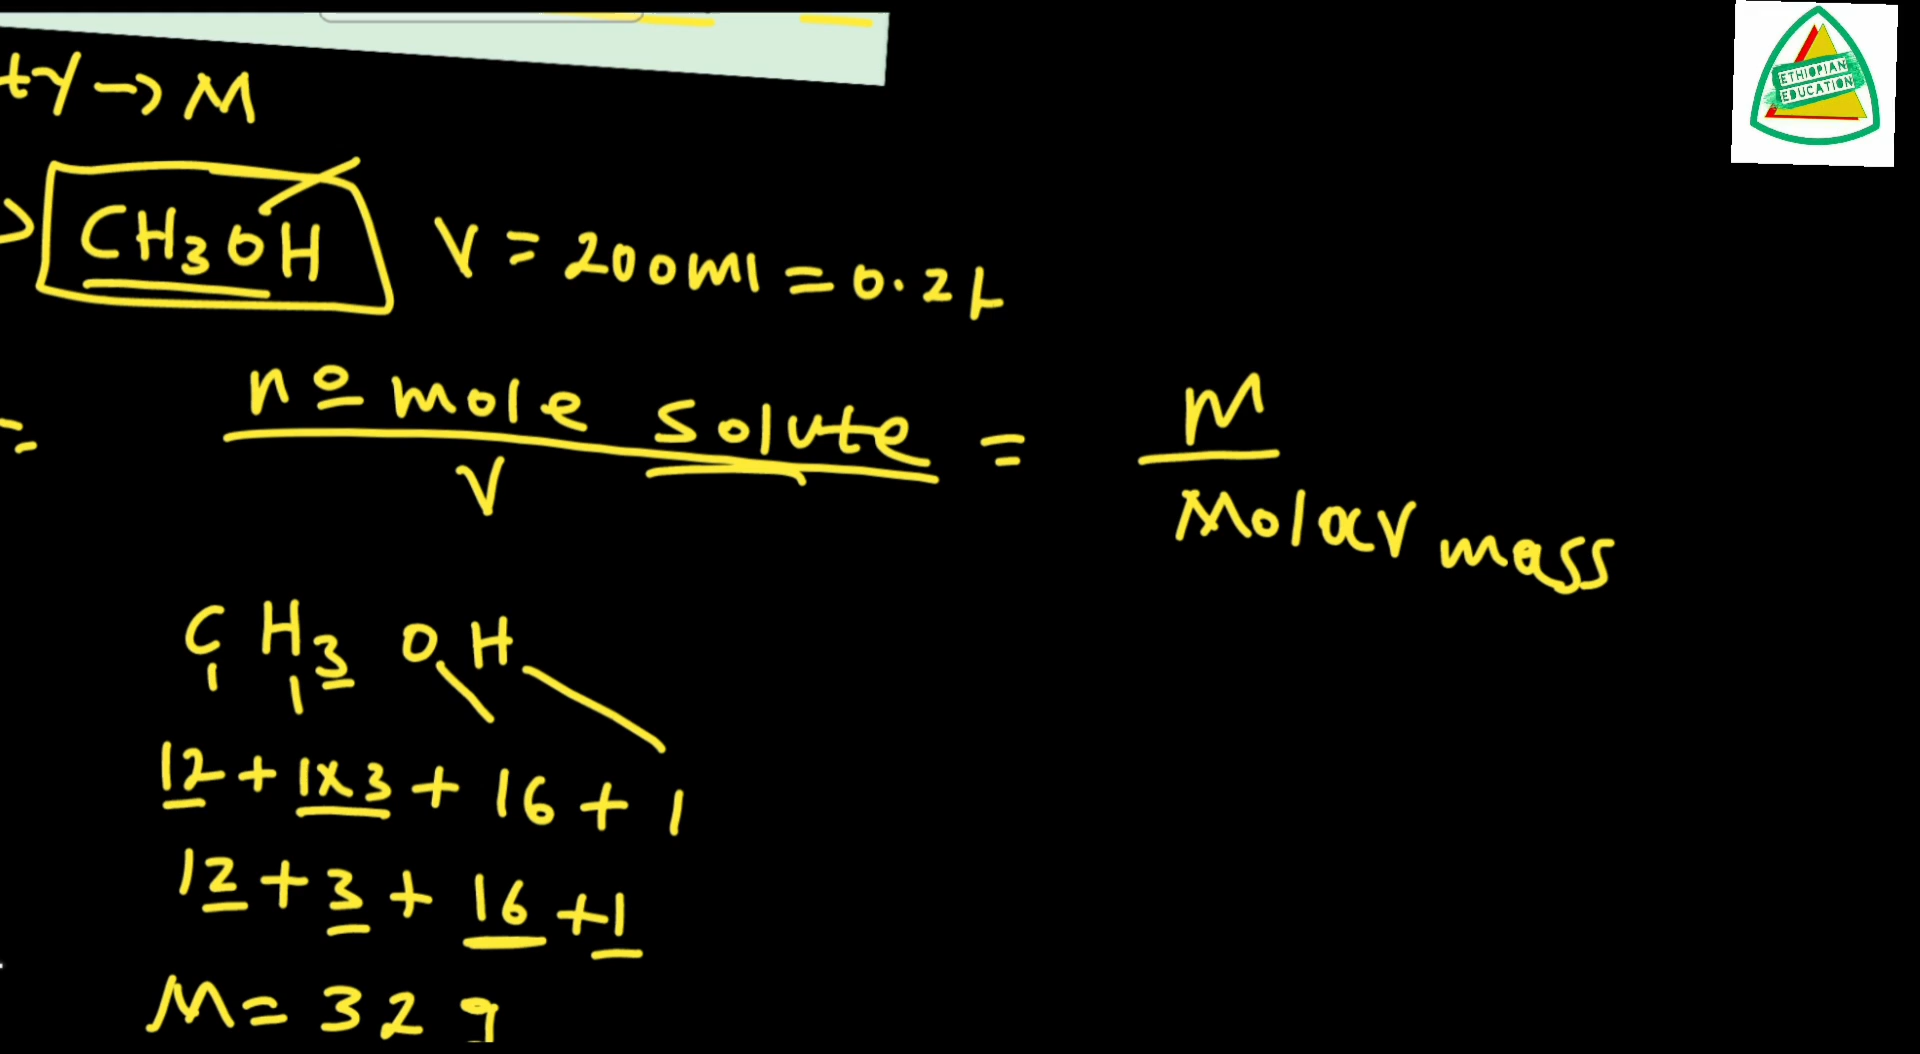 ETHIOPIAN
EDUCATION
ty → M
CH3OH V = 200ml = 0.2L
= nº mole solute / V = m / Molar mass
C H3 O H
12 + 1x3 + 16 + 1
12 + 3 + 16 + 1
M = 32 g